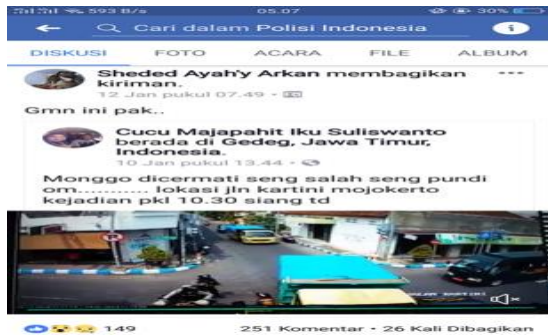 593 B/s 05.07 30%
Cari dalam Polisi Indonesia
DISKUSI FOTO ACARA FILE ALBUM
Sheded Ayah'y Arkan membagikan
kiriman.
12 Jan pukul 07.49
Gmn ini pak..
Cucu Majapahit Iku Suliswanto
berada di Gedeg, Jawa Timur,
Indonesia.
10 Jan pukul 13.44
Monggo dicermati seng salah seng pundi
om........... lokasi jln kartini mojokerto
kejadian pkl 10.30 siang td
149 251 Komentar • 26 Kali Dibagikan